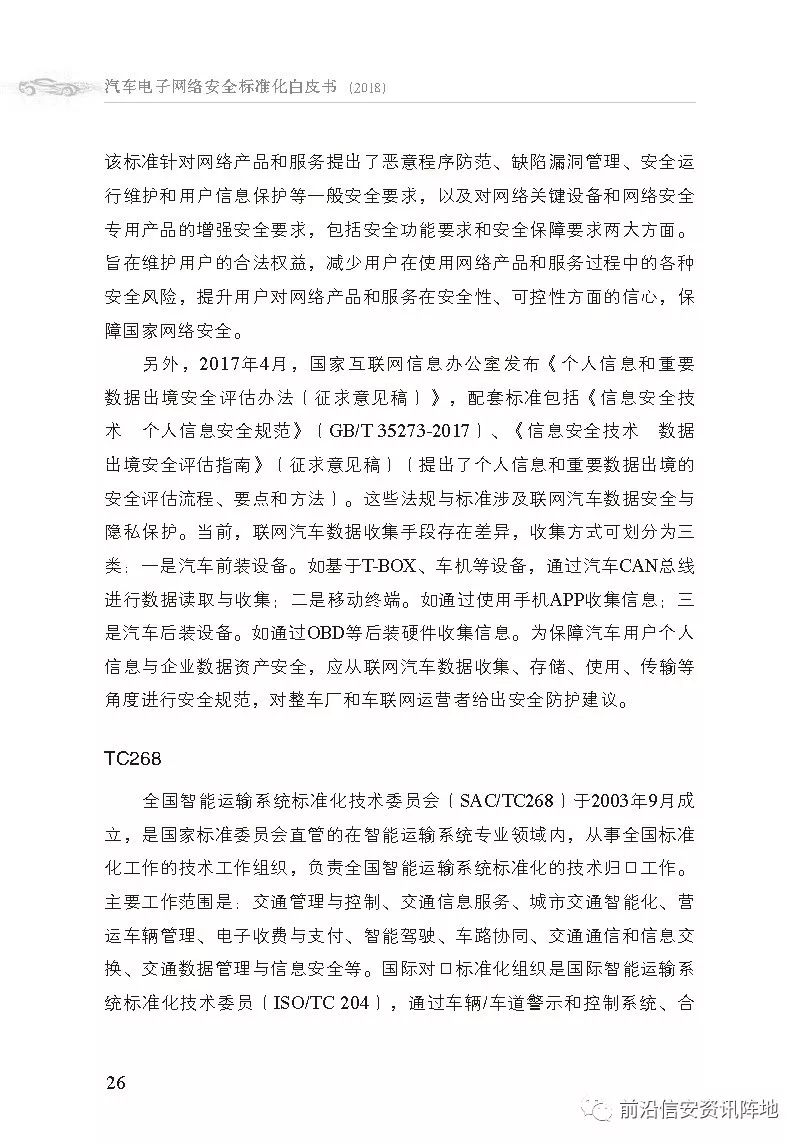 汽车电子网络安全标准化白皮书 (2018)
该标准针对网络产品和服务提出了恶意程序防范、缺陷漏洞管理、安全运
行维护和用户信息保护等一般安全要求，以及对网络关键设备和网络安全
专用产品的增强安全要求，包括安全功能要求和安全保障要求两大方面。
旨在维护用户的合法权益，减少用户在使用网络产品和服务过程中的各种
安全风险，提升用户对网络产品和服务在安全性、可控性方面的信心，保
障国家网络安全。
另外，2017年4月，国家互联网信息办公室发布《个人信息和重要
数据出境安全评估办法（征求意见稿）》，配套标准包括《信息安全技
术　个人信息安全规范》（GB/T 35273-2017）、《信息安全技术　数据
出境安全评估指南》（征求意见稿）（提出了个人信息和重要数据出境的
安全评估流程、要点和方法）。这些法规与标准涉及联网汽车数据安全与
隐私保护。当前，联网汽车数据收集手段存在差异，收集方式可划分为三
类：一是汽车前装设备。如基于T-BOX、车机等设备，通过汽车CAN总线
进行数据读取与收集；二是移动终端。如通过使用手机APP收集信息；三
是汽车后装设备。如通过OBD等后装硬件收集信息。为保障汽车用户个人
信息与企业数据资产安全，应从联网汽车数据收集、存储、使用、传输等
角度进行安全规范，对整车厂和车联网运营者给出安全防护建议。
TC268
全国智能运输系统标准化技术委员会（SAC/TC268）于2003年9月成
立，是国家标准委员会直管的在智能运输系统专业领域内，从事全国标准
化工作的技术工作组织，负责全国智能运输系统标准化的技术归口工作。
主要工作范围是：交通管理与控制、交通信息服务、城市交通智能化、营
运车辆管理、电子收费与支付、智能驾驶、车路协同、交通通信和信息交
换、交通数据管理与信息安全等。国际对口标准化组织是国际智能运输系
统标准化技术委员（ISO/TC 204），通过车辆/车道警示和控制系统、合
26
前沿信安资讯阵地